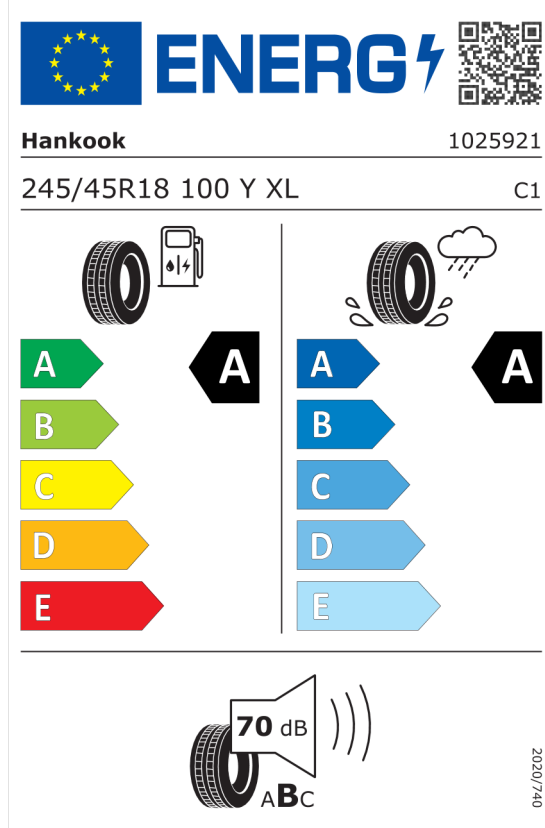 ENERG
Hankook 1025921
245/45R18 100 Y XL C1
A A
B
C
D
E
A A
B
C
D
E
70 dB
ABC
2020/740